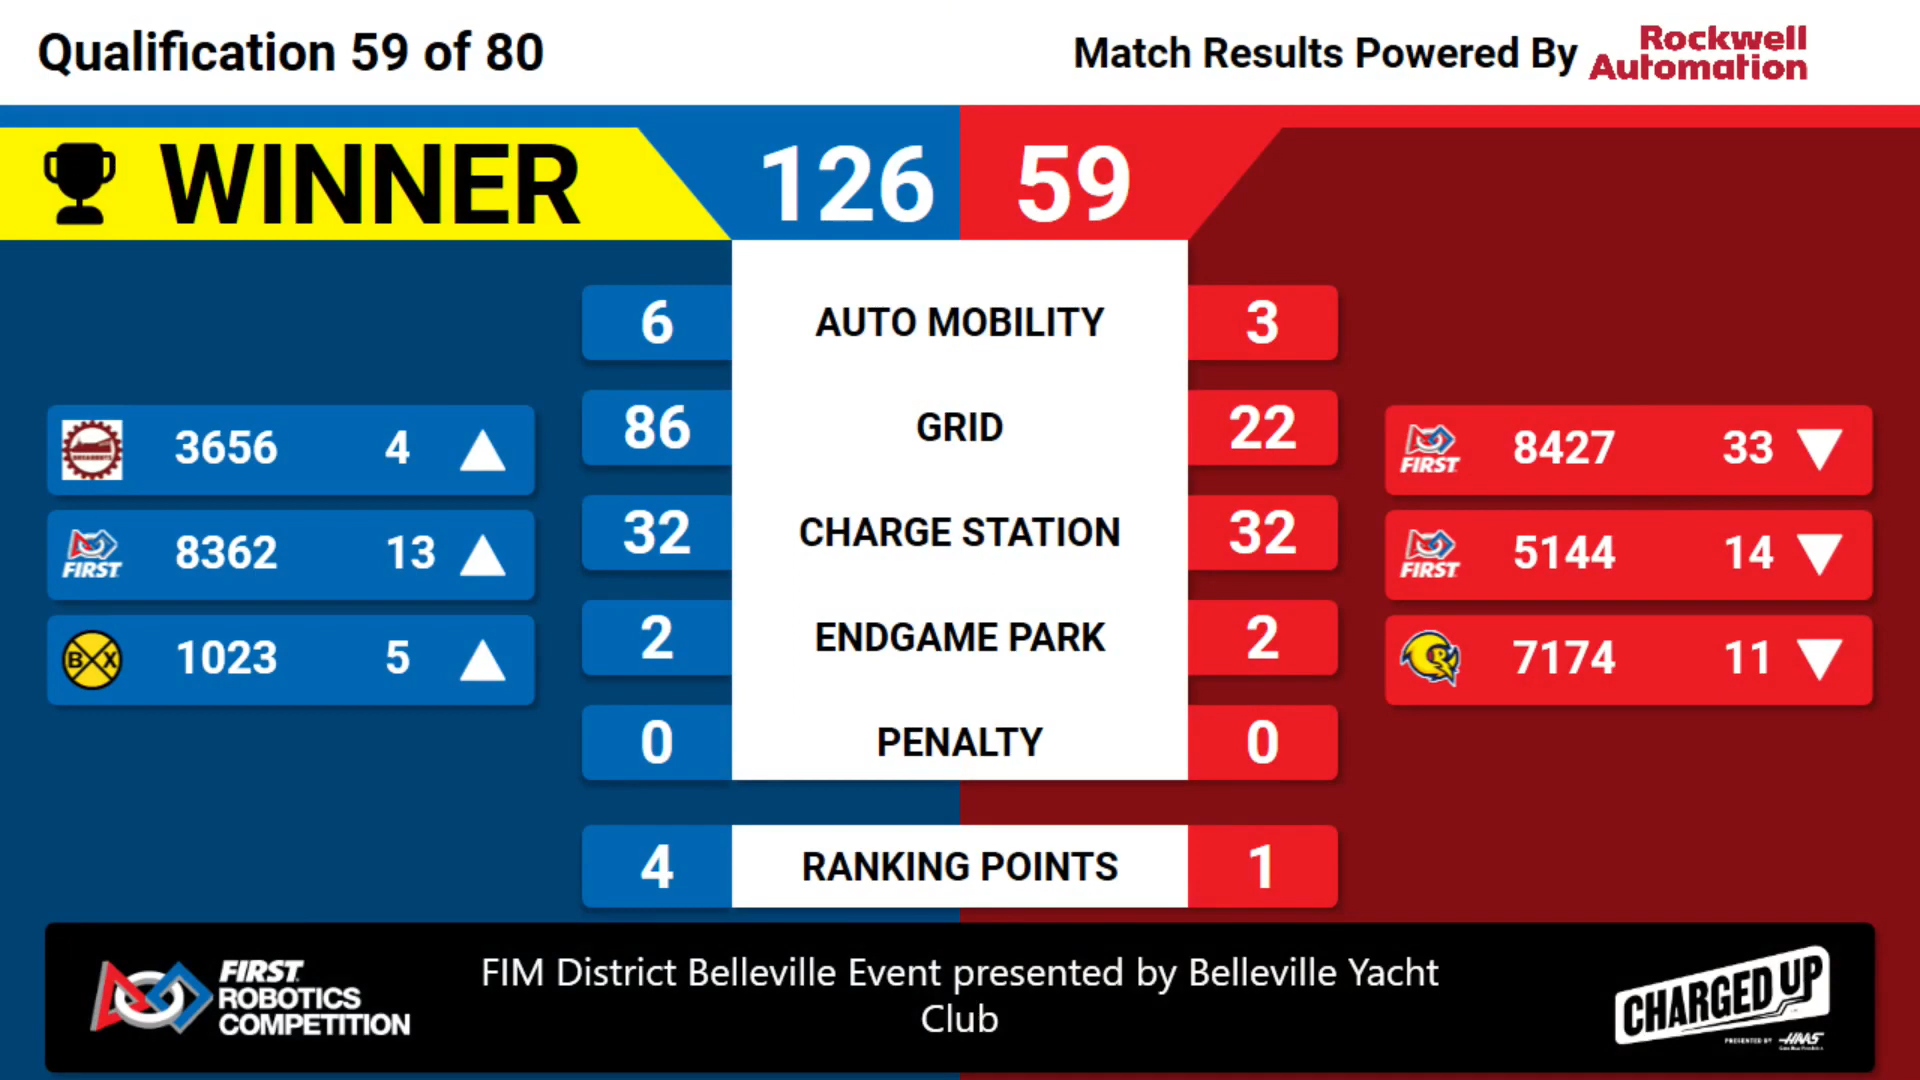 Qualification 59 of 80
Match Results Powered By
Rockwell
Automation
WINNER
126
59
6 AUTO MOBILITY 3
86 GRID 22
32 CHARGE STATION 32
2 ENDGAME PARK 2
0 PENALTY 0
4 RANKING POINTS 1
3656 4
8362 13
FIRST
1023 5
B X
8427 33
FIRST
5144 14
FIRST
7174 11
FIRST
ROBOTICS
COMPETITION
FIM District Belleville Event presented by Belleville Yacht
Club
CHARGED UP
PRESENTED BY HAAS